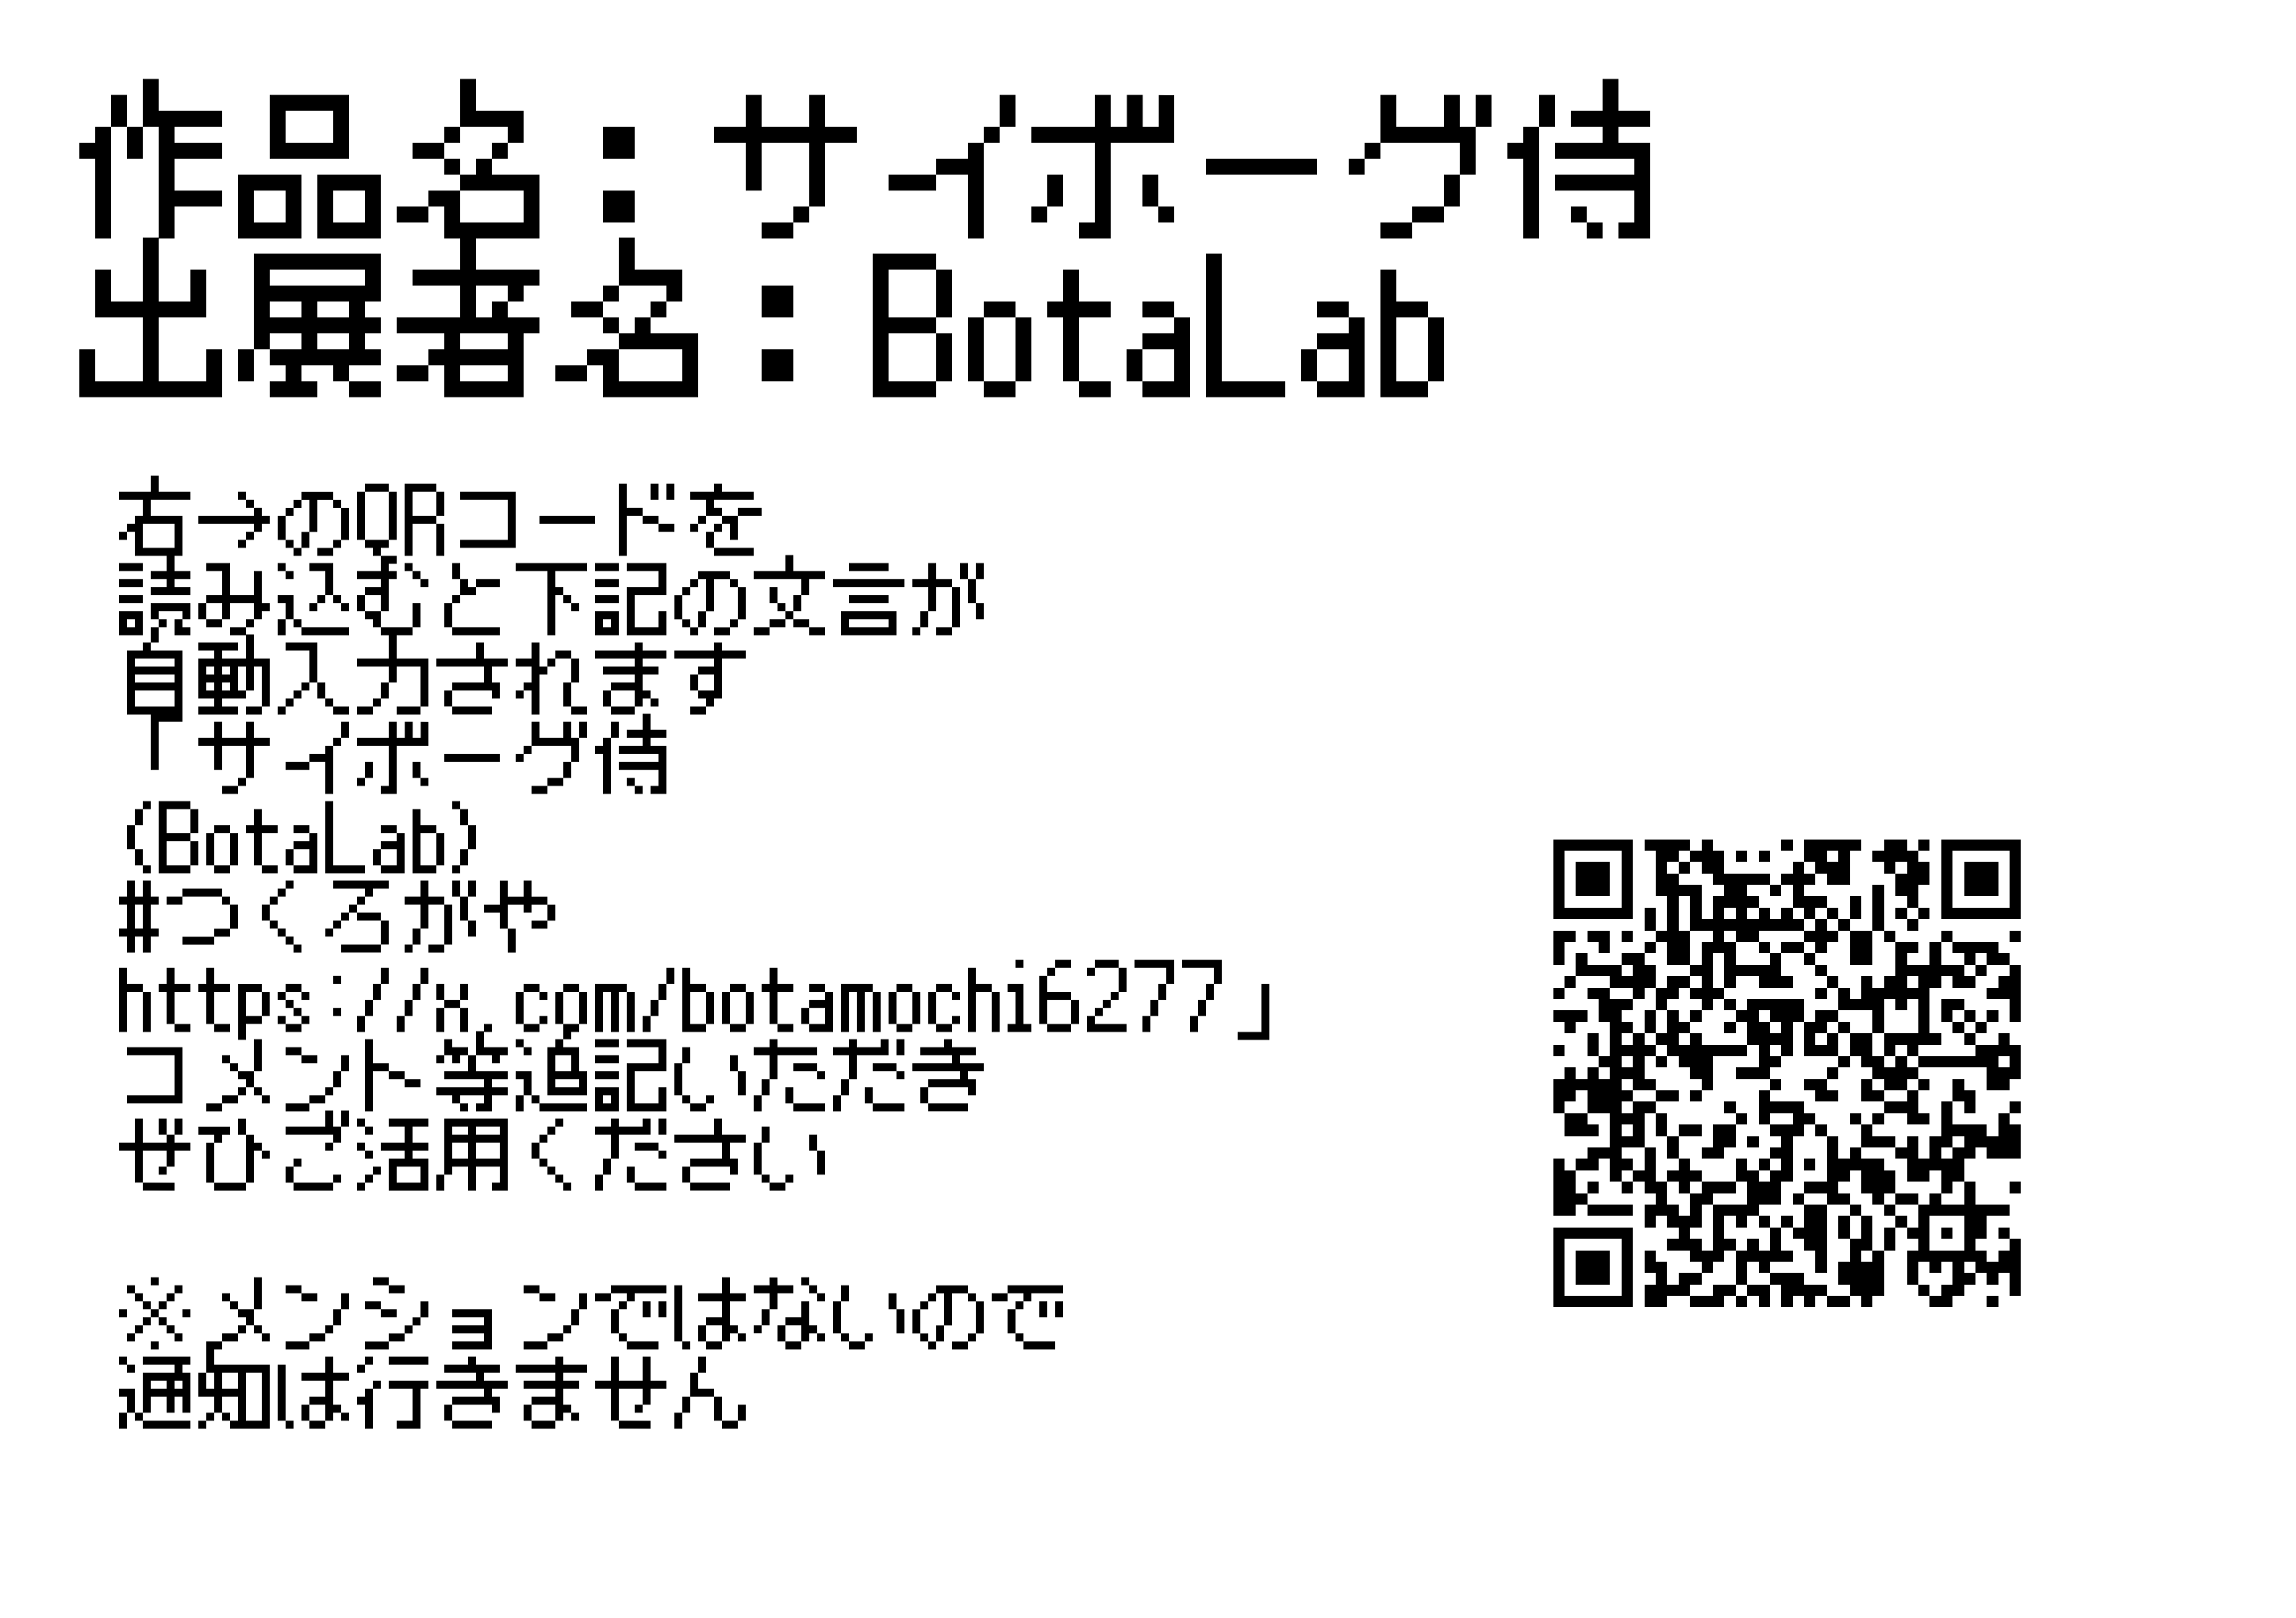 作品名：サイボーグ侍
出展者名：BotaLab
右→のQRコードを
読み込むと下記の文言が
自動入力されます
「サイボーグ侍
(BotaLab)
#つくろがや
https://x.com/botamochi6277」
コメント等追記いただき
ぜひご活用ください
※メンションではないので
通知は行きません